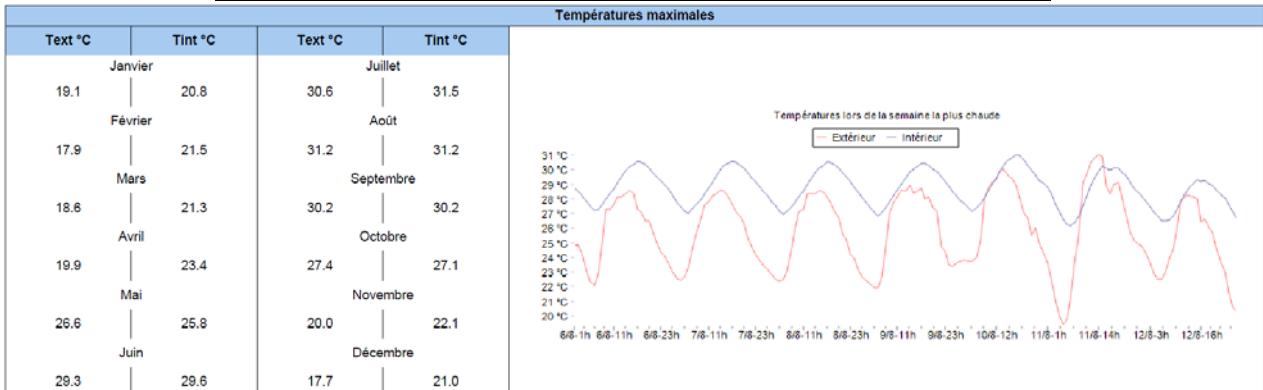 Températures maximales
Text °C Tint °C Text °C Tint °C
Janvier Juillet
19.1 20.8 30.6 31.5
Février Août
17.9 21.5 31.2 31.2
Mars Septembre
18.6 21.3 30.2 30.2
Avril Octobre
19.9 23.4 27.4 27.1
Mai Novembre
26.6 25.8 20.0 22.1
Juin Décembre
29.3 29.6 17.7 21.0
Températures lors de la semaine la plus chaude
Extérieur Intérieur
31 °C
30 °C
29 °C
28 °C
27 °C
26 °C
25 °C
24 °C
23 °C
22 °C
21 °C
20 °C
6/8-1h 6/8-11h 6/8-23h 7/8-11h 7/8-23h 8/8-11h 8/8-23h 9/8-11h 9/8-23h 10/8-12h 11/8-1h 11/8-14h 12/8-3h 12/8-16h